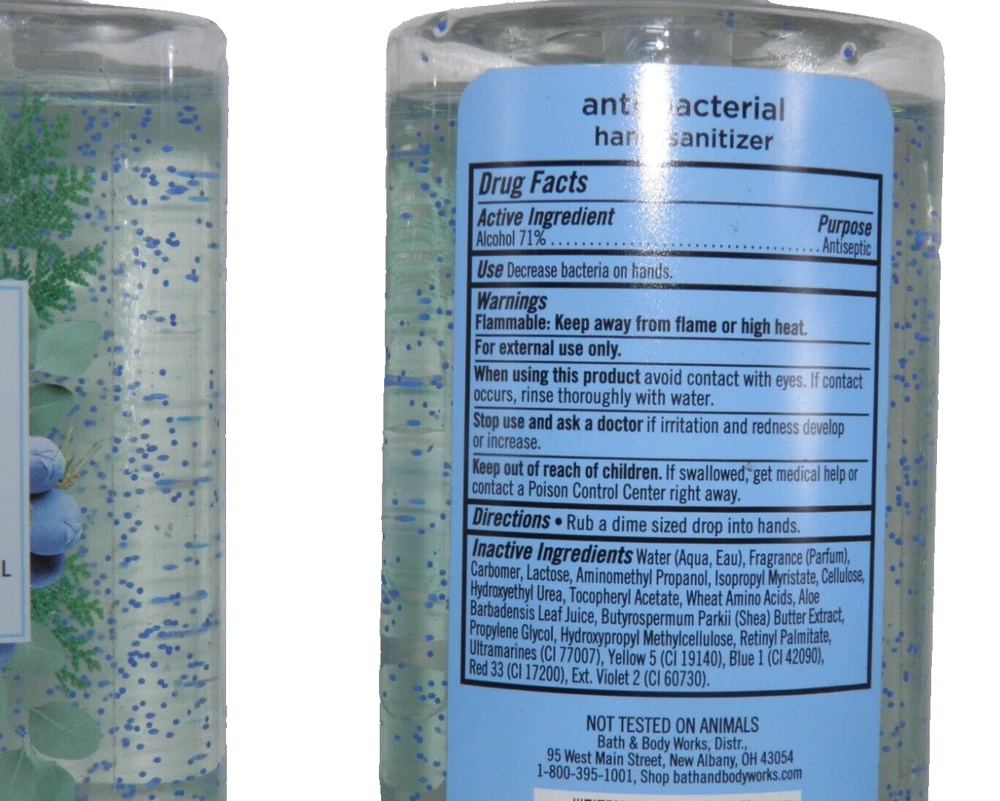 L
antibacterial
hand sanitizer
Drug Facts
Active Ingredient Purpose
Alcohol 71%........................................Antiseptic
Use Decrease bacteria on hands.
Warnings
Flammable: Keep away from flame or high heat.
For external use only.
When using this product avoid contact with eyes. If contact
occurs, rinse thoroughly with water.
Stop use and ask a doctor if irritation and redness develop
or increase.
Keep out of reach of children. If swallowed, get medical help or
contact a Poison Control Center right away.
Directions • Rub a dime sized drop into hands.
Inactive Ingredients Water (Aqua, Eau), Fragrance (Parfum),
Carbomer, Lactose, Aminomethyl Propanol, Isopropyl Myristate, Cellulose,
Hydroxyethyl Urea, Tocopheryl Acetate, Wheat Amino Acids, Aloe
Barbadensis Leaf Juice, Butyrospermum Parkii (Shea) Butter Extract,
Propylene Glycol, Hydroxypropyl Methylcellulose, Retinyl Palmitate,
Ultramarines (CI 77007), Yellow 5 (CI 19140), Blue 1 (CI 42090),
Red 33 (CI 17200), Ext. Violet 2 (CI 60730).
NOT TESTED ON ANIMALS
Bath & Body Works, Distr.,
95 West Main Street, New Albany, OH 43054
1-800-395-1001, Shop bathandbodyworks.com